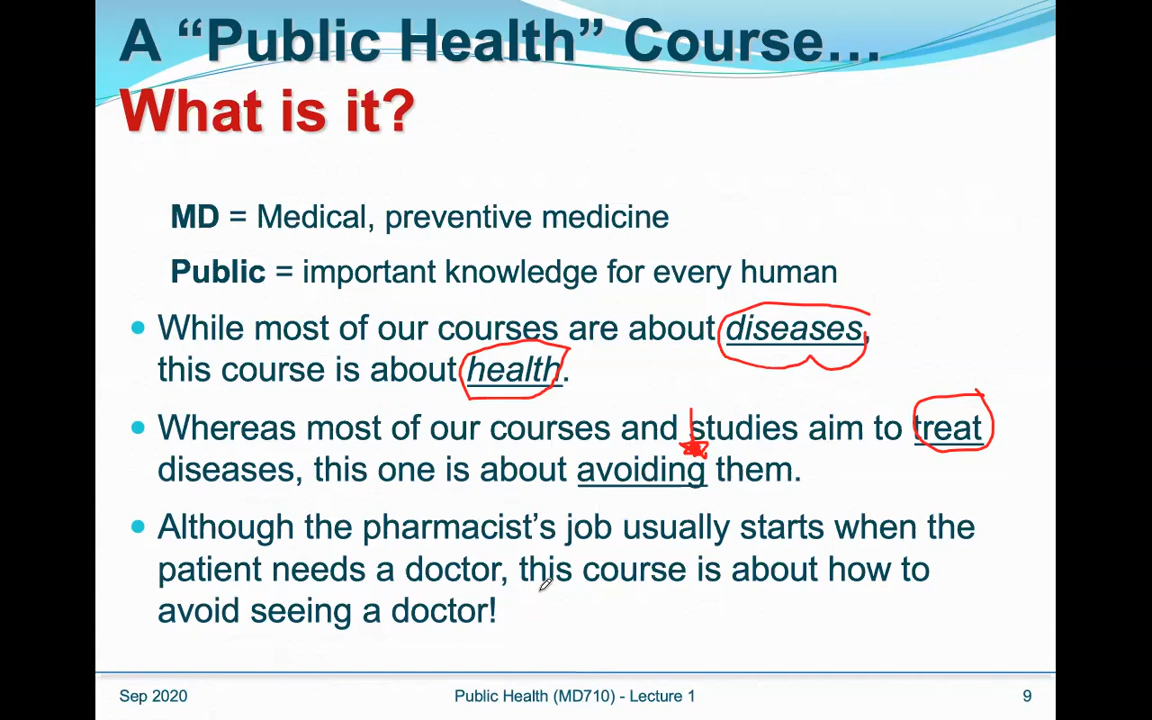 A “Public Health” Course…
What is it?
MD = Medical, preventive medicine
Public = important knowledge for every human
• While most of our courses are about diseases,
this course is about health.
• Whereas most of our courses and studies aim to treat
diseases, this one is about avoiding them.
• Although the pharmacist’s job usually starts when the
patient needs a doctor, this course is about how to
avoid seeing a doctor!
Sep 2020 Public Health (MD710) - Lecture 1 9